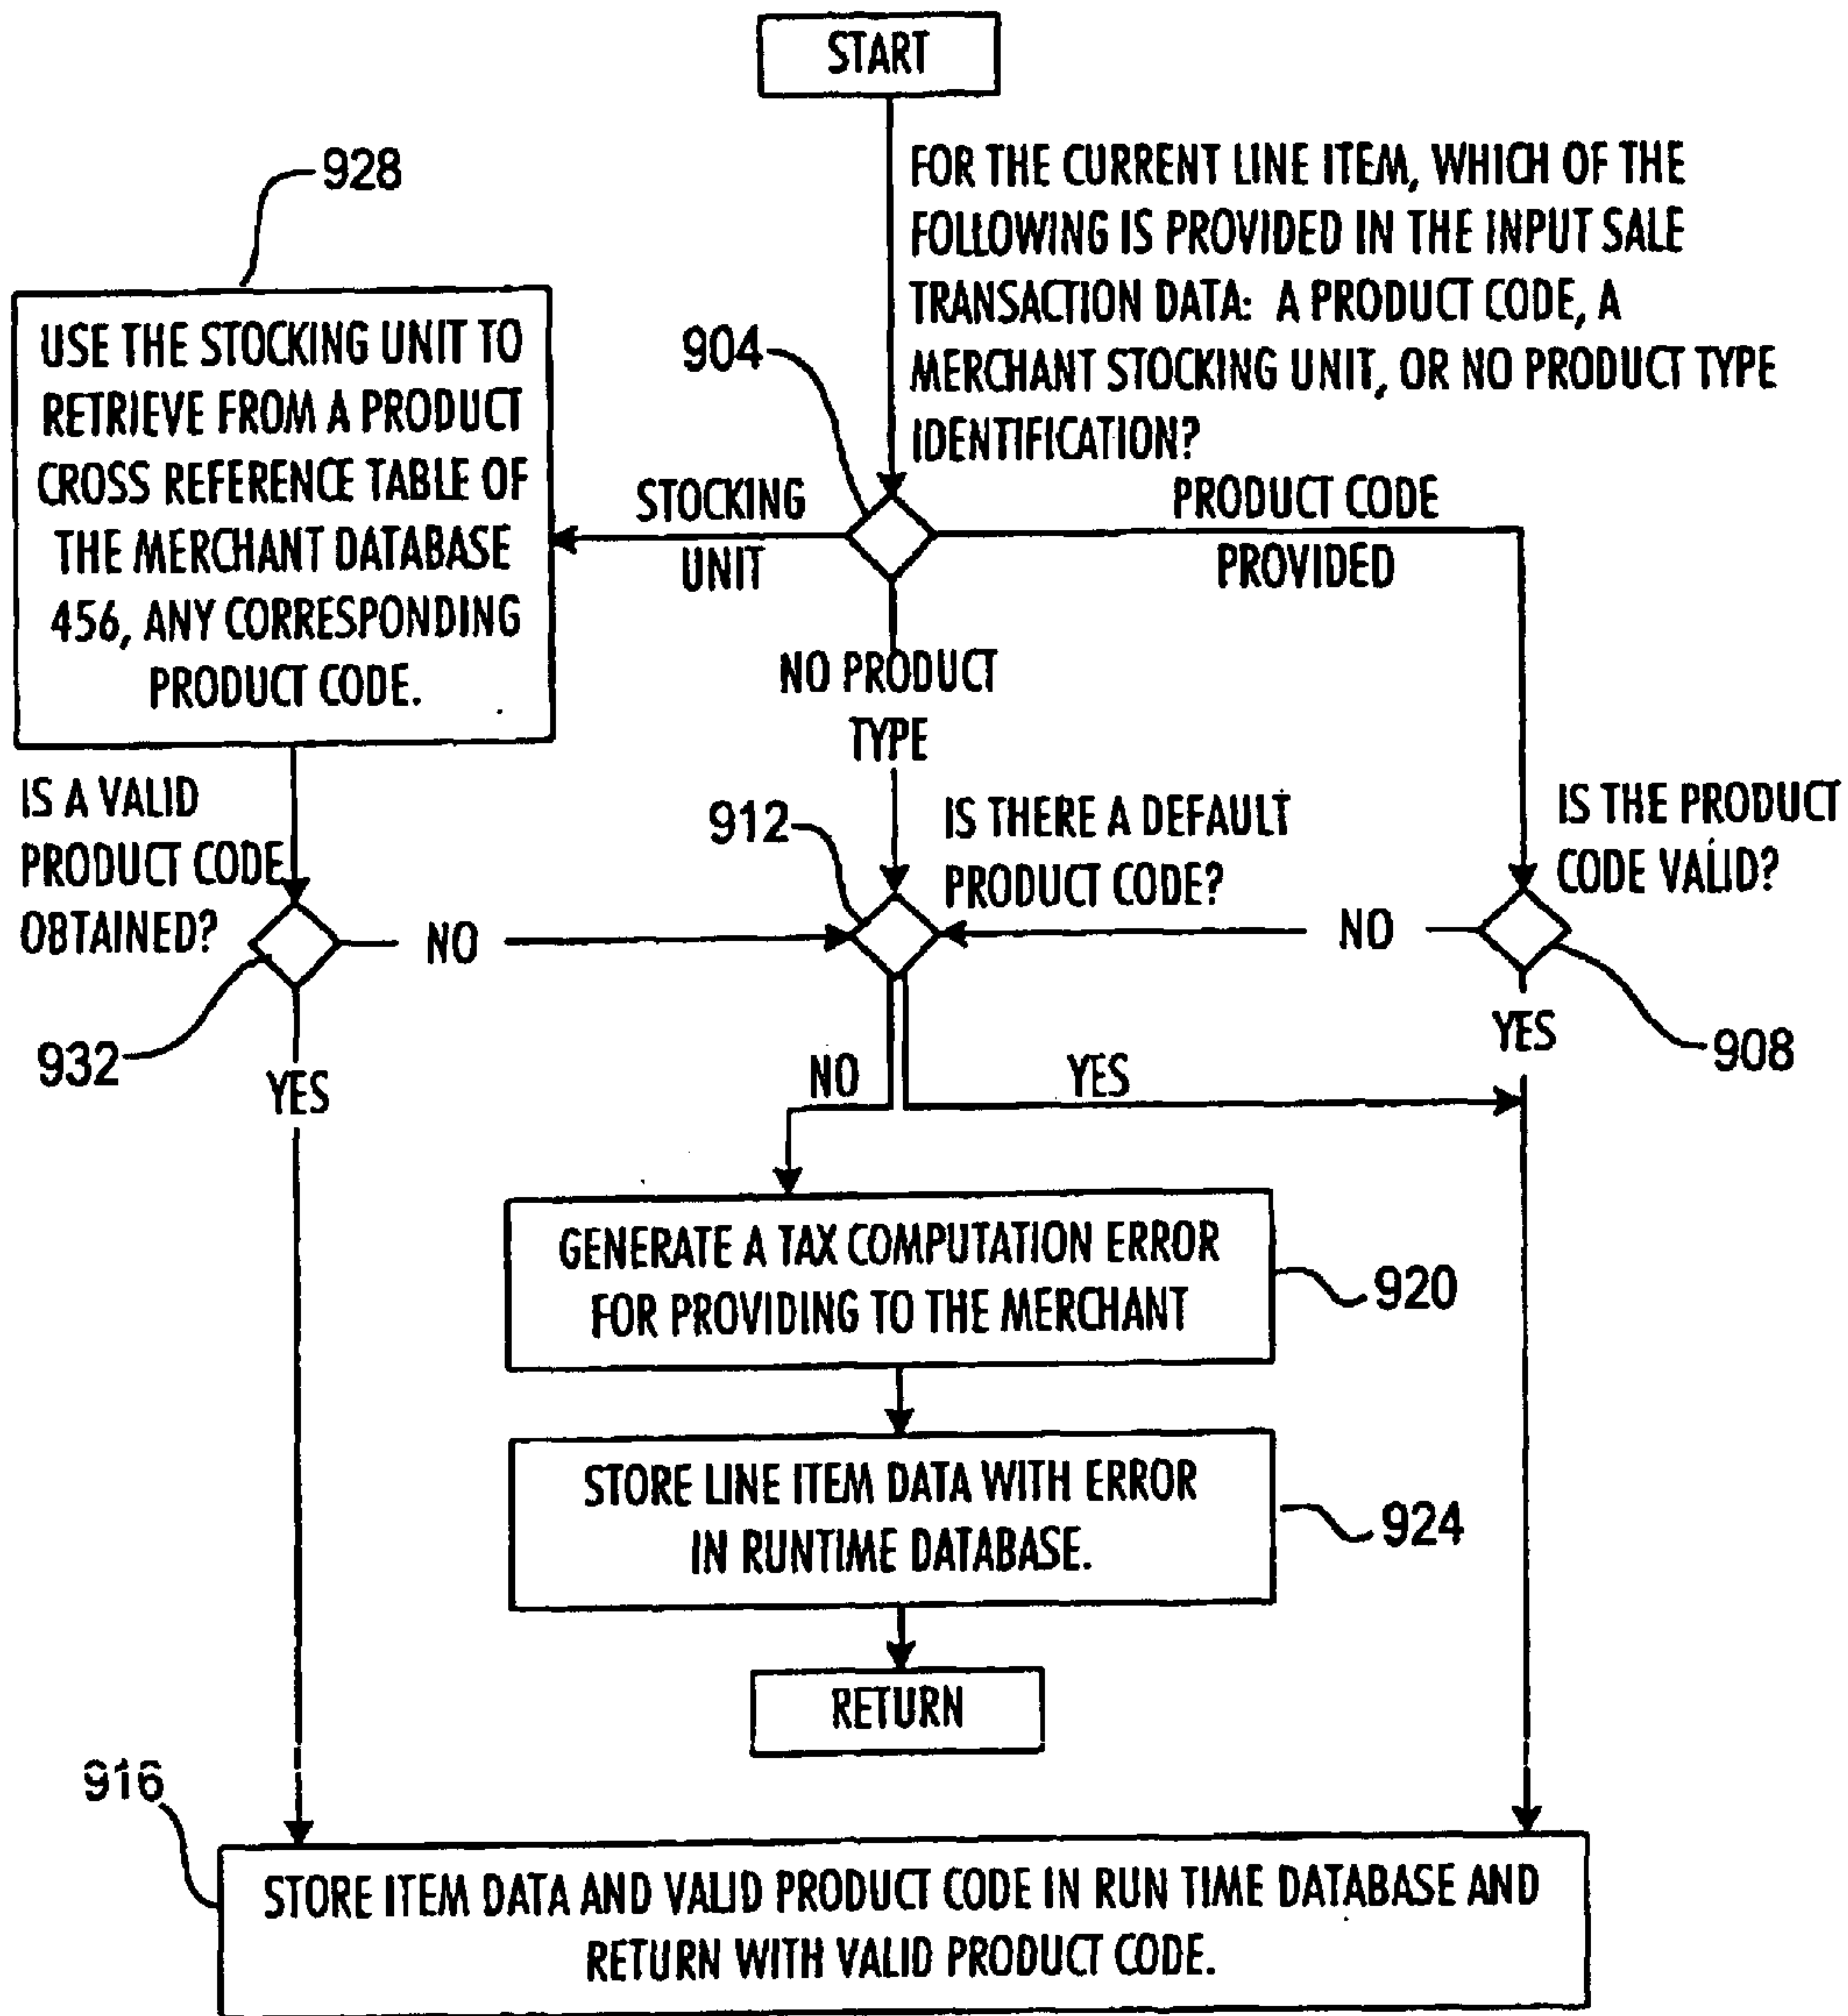 START
FOR THE CURRENT LINE ITEM, WHICH OF THE
FOLLOWING IS PROVIDED IN THE INPUT SALE
TRANSACTION DATA: A PRODUCT CODE, A
MERCHANT STOCKING UNIT, OR NO PRODUCT TYPE
IDENTIFICATION?
928
904
USE THE STOCKING UNIT TO
RETRIEVE FROM A PRODUCT
CROSS REFERENCE TABLE OF
THE MERCHANT DATABASE
456, ANY CORRESPONDING
PRODUCT CODE.
STOCKING
UNIT
PRODUCT CODE
PROVIDED
NO PRODUCT
TYPE
IS A VALID
PRODUCT CODE
OBTAINED?
912
IS THERE A DEFAULT
PRODUCT CODE?
IS THE PRODUCT
CODE VALID?
NO
NO
932
YES
NO
YES
YES
908
GENERATE A TAX COMPUTATION ERROR
FOR PROVIDING TO THE MERCHANT
920
STORE LINE ITEM DATA WITH ERROR
IN RUNTIME DATABASE.
924
RETURN
916
STORE ITEM DATA AND VALID PRODUCT CODE IN RUN TIME DATABASE AND
RETURN WITH VALID PRODUCT CODE.